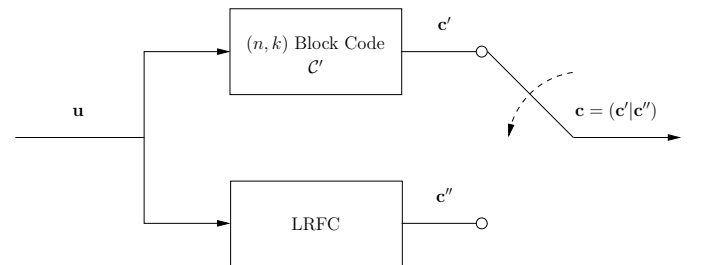 c′
(n, k) Block Code
C′
u
c = (c′|c′′)
c′′
LRFC